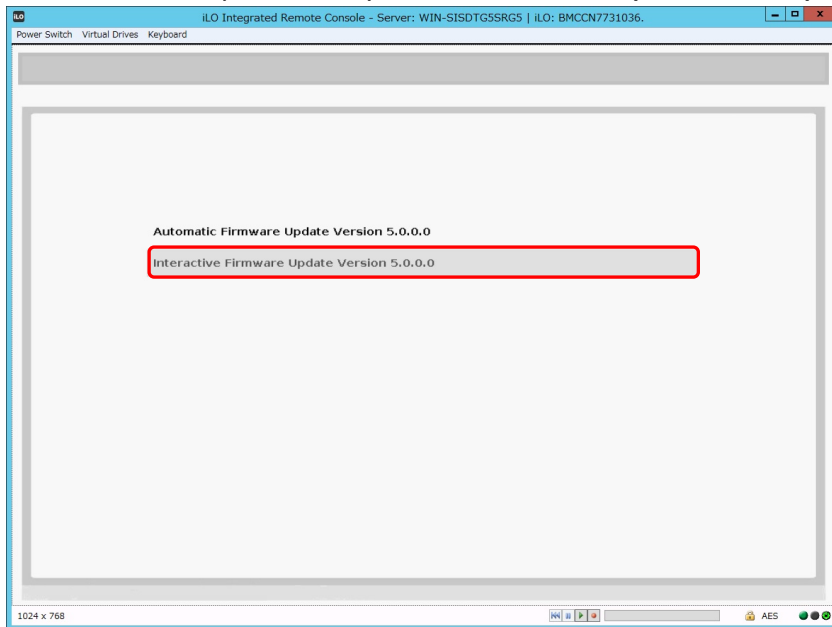 iLO iLO Integrated Remote Console - Server: WIN-SISDTG5SRG5 | iLO: BMCCN7731036.
Power Switch Virtual Drives Keyboard
Automatic Firmware Update Version 5.0.0.0
Interactive Firmware Update Version 5.0.0.0
1024 x 768 AES